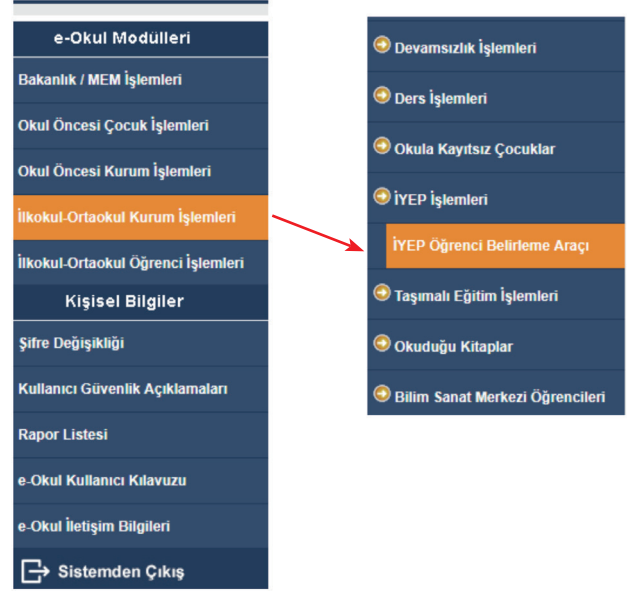 e-Okul Modülleri
Bakanlık / MEM İşlemleri
Okul Öncesi Çocuk İşlemleri
Okul Öncesi Kurum İşlemleri
İlkokul-Ortaokul Kurum İşlemleri
İlkokul-Ortaokul Öğrenci İşlemleri
Kişisel Bilgiler
Şifre Değişikliği
Kullanıcı Güvenlik Açıklamaları
Rapor Listesi
e-Okul Kullanıcı Kılavuzu
e-Okul İletişim Bilgileri
Sistemden Çıkış
Devamsızlık İşlemleri
Ders İşlemleri
Okula Kayıtsız Çocuklar
İYEP İşlemleri
İYEP Öğrenci Belirleme Aracı
Taşımalı Eğitim İşlemleri
Okuduğu Kitaplar
Bilim Sanat Merkezi Öğrencileri